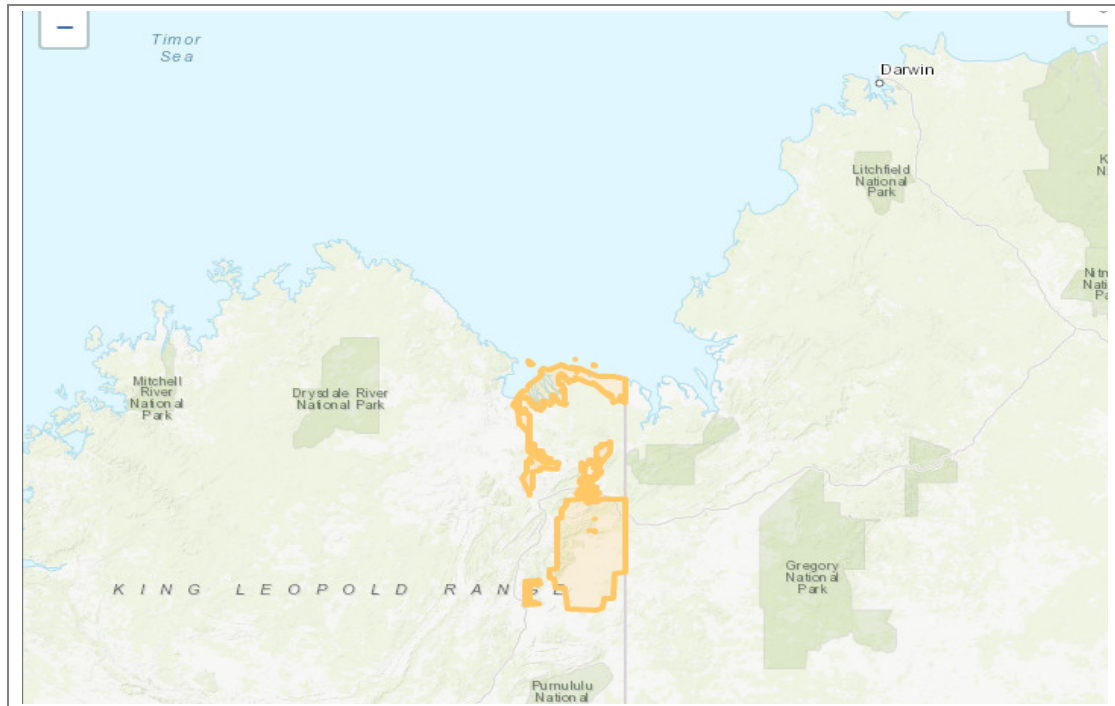 −
Timor
Sea
Darwin
Litchfield
National
Park
Mitchell
River
National
Park
Drysdale River
National Park
Gregory
National
Park
KING LEOPOLD RANGE
Purnululu
National